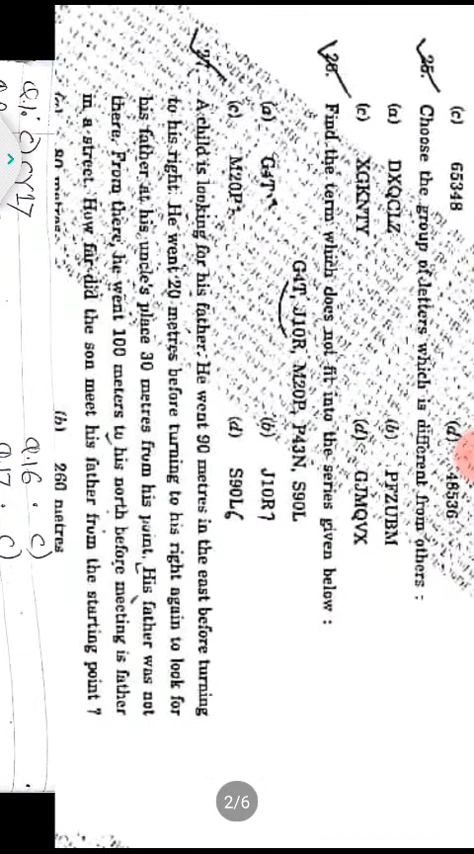 (c) 65348 (d) 48536
25. Choose the group of letters which is different from others :
(a) DXQCLZ (b) PFZUBM
(c) XGKNTY (d) GJMQVX
26. Find the term which does not fit into the series given below :
G4T, J10R, M20P, P43N, S90L
(a) G4T (b) J10R
(c) M20P (d) S90L
27. A child is looking for his father. He went 90 metres in the east before turning
to his right. He went 20 metres before turning to his right again to look for
his father at his uncle's place 30 metres from his point. His father was not
there. From there, he went 100 meters to his north before meeting is father
in a street. How far did the son meet his father from the starting point ?
(b) 260 metres
Q.16. c)
Q.17. c)
2/6